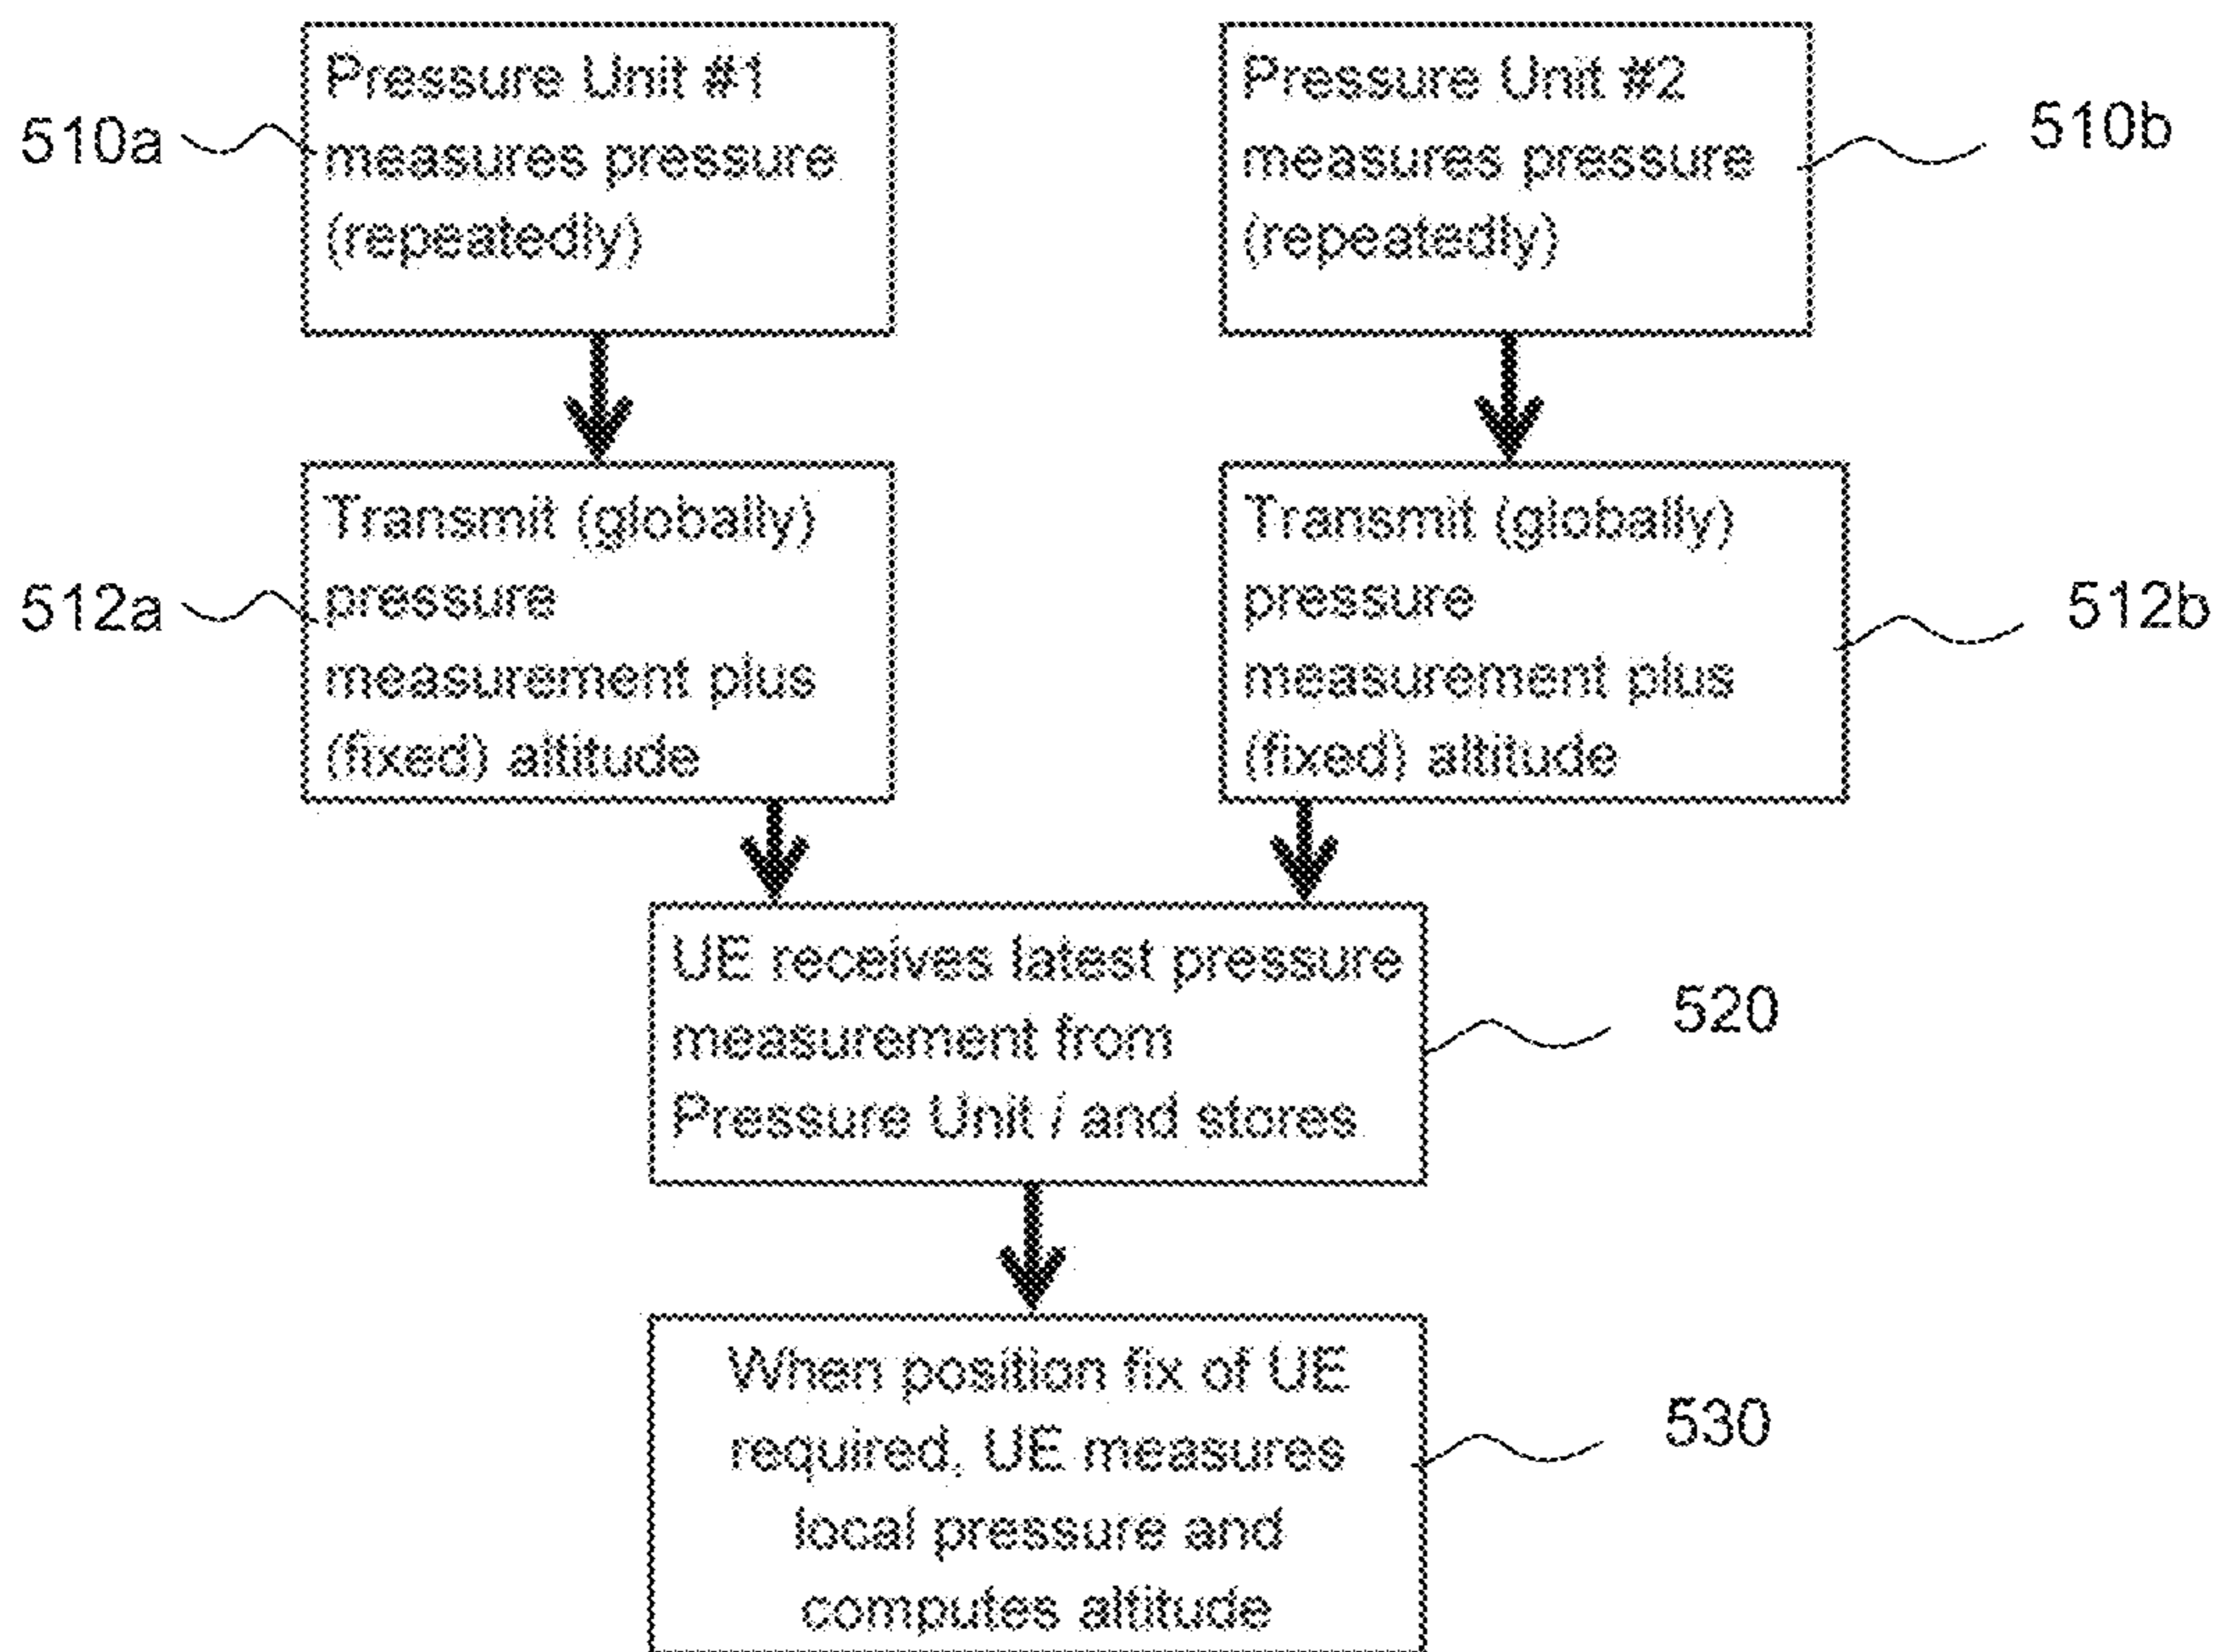 510a
Pressure Unit #1
measures pressure
(repeatedly)
Pressure Unit #2
measures pressure
(repeatedly)
510b
512a
Transmit (globally)
pressure
measurement plus
(fixed) altitude
Transmit (globally)
pressure
measurement plus
(fixed) altitude
512b
UE receives latest pressure
measurement from
Pressure Unit i and stores
520
When position fix of UE
required, UE measures
local pressure and
computes altitude
530